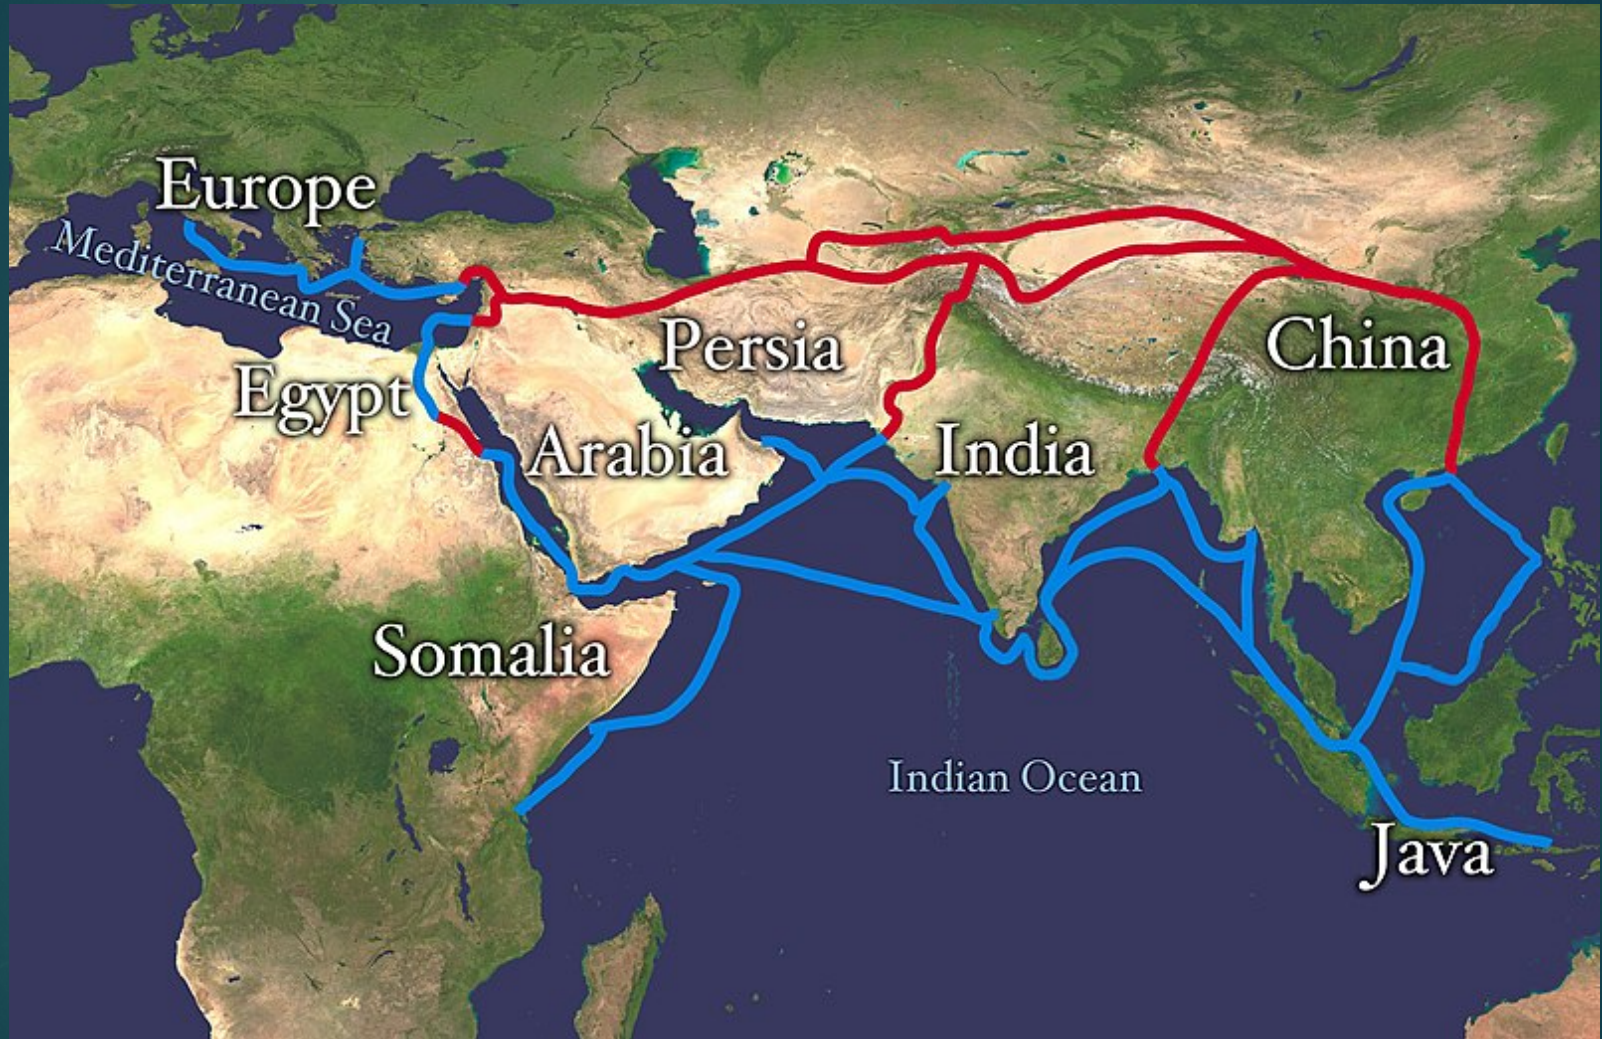 Europe
Mediterranean Sea
Persia
China
Egypt
Arabia
India
Somalia
Indian Ocean
Java